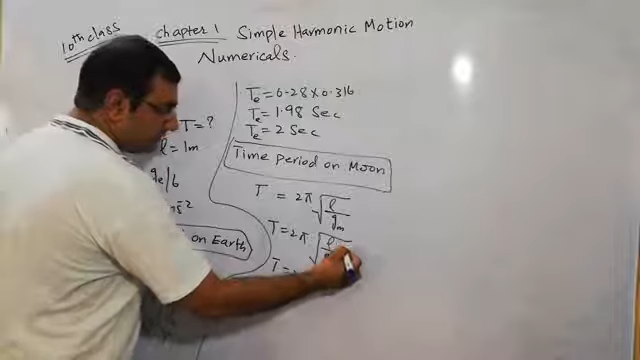 10th class chapter 1 Simple Harmonic Motion
Numericals.
T=?
l = 1m
ge/6
on Earth
Te = 6.28 x 0.316
Te = 1.98 Sec
Te = 2 Sec
Time period on Moon
T = 2π √l/gm
T = 2π √l
T =